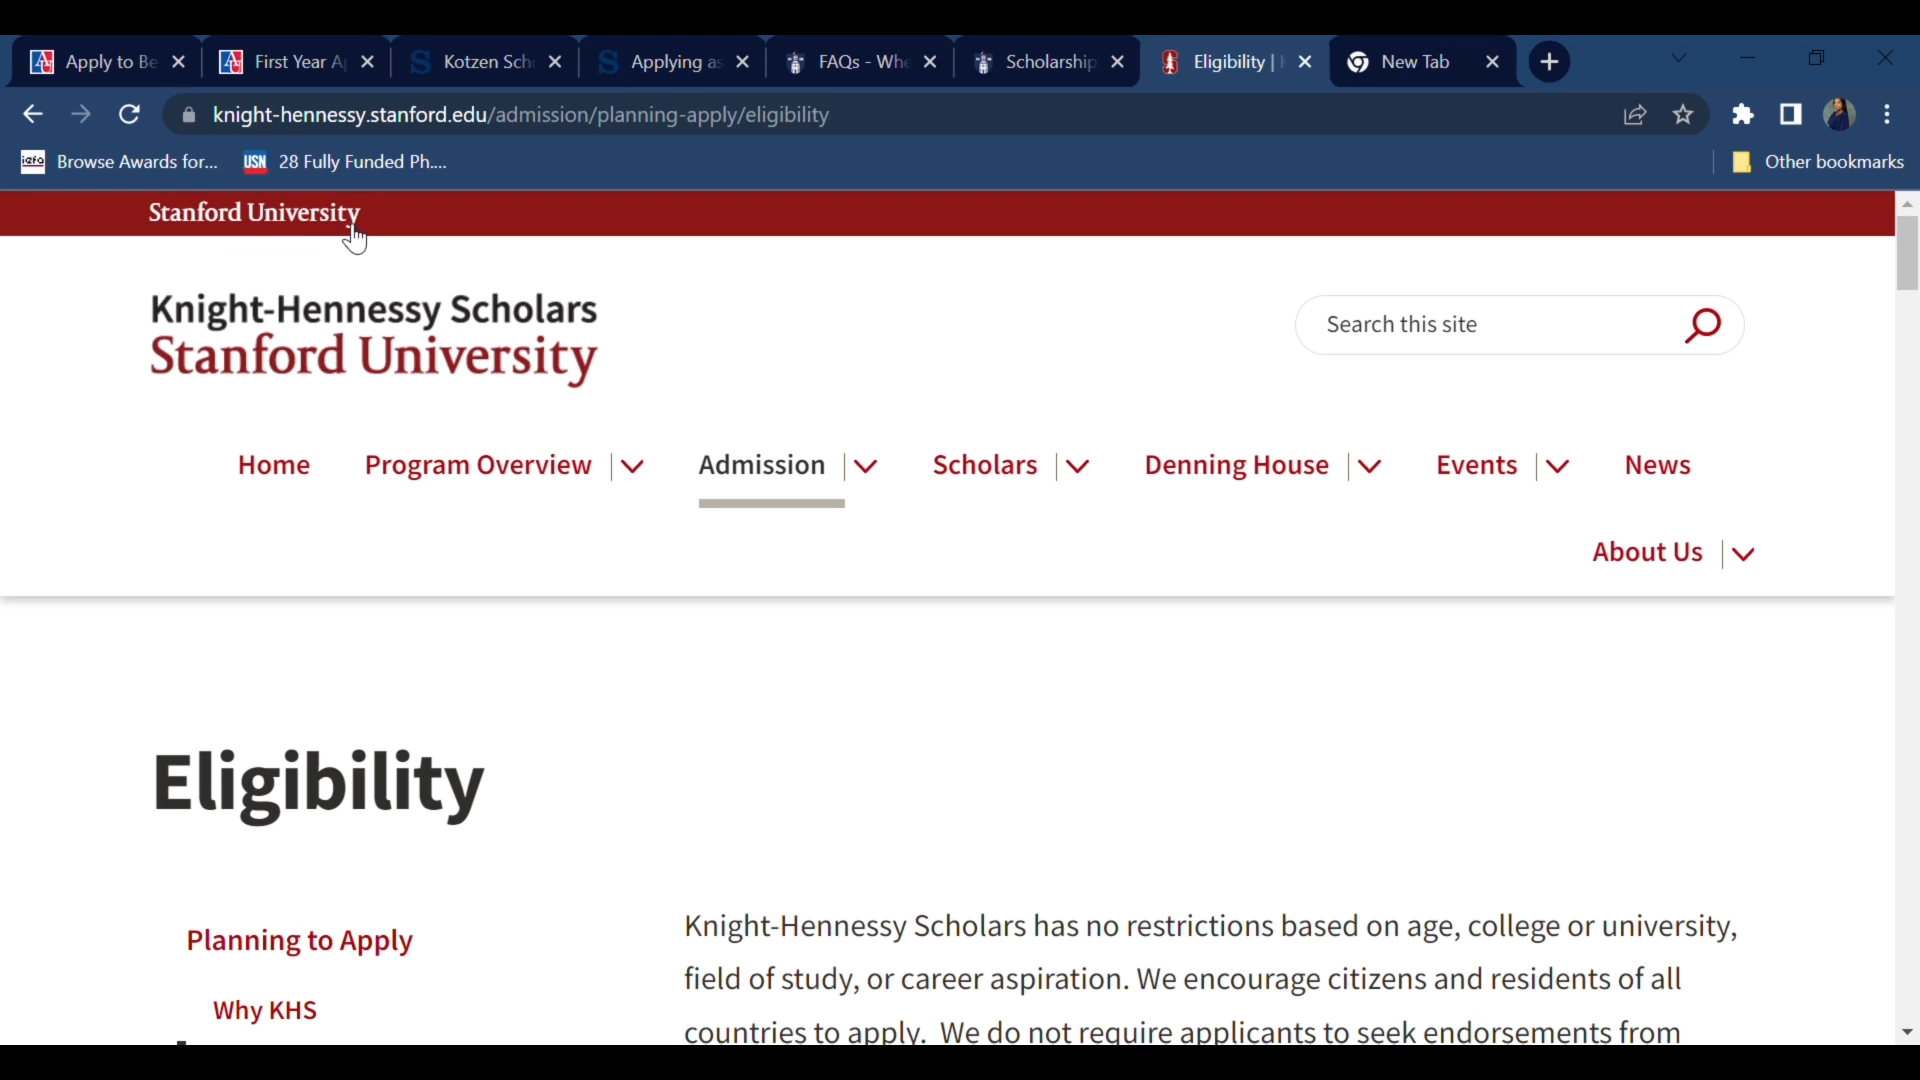 Apply to Be
First Year A
Kotzen Sch
Applying as
FAQs - Whe
Scholarship
Eligibility |
New Tab
knight-hennessy.stanford.edu/admission/planning-apply/eligibility
iefa Browse Awards for...
USN 28 Fully Funded Ph....
Other bookmarks
Stanford University
Knight-Hennessy Scholars
Stanford University
Search this site
Home
Program Overview
Admission
Scholars
Denning House
Events
News
About Us
Eligibility
Planning to Apply
Why KHS
Knight-Hennessy Scholars has no restrictions based on age, college or university,
field of study, or career aspiration. We encourage citizens and residents of all
countries to apply. We do not require applicants to seek endorsements from